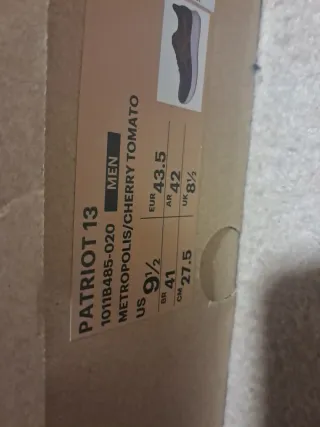 PATRIOT 13
1011B485-020 MEN
METROPOLIS/CHERRY TOMATO
US 9½ EUR 43.5
BR 41 AR 42
CM 27.5 UK 8½